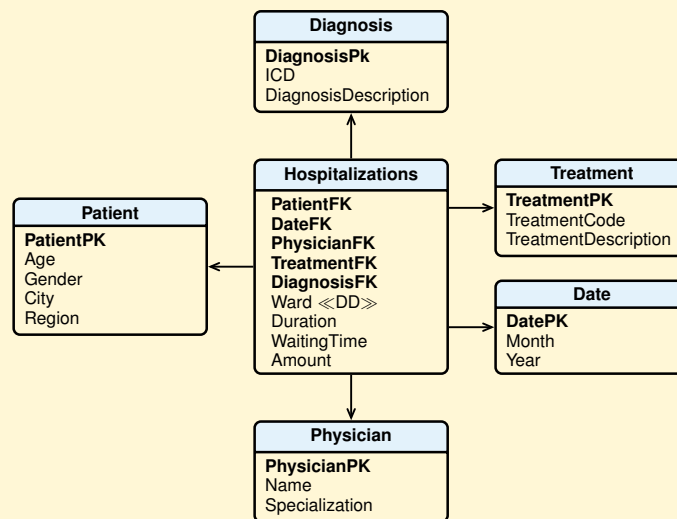 Diagnosis
DiagnosisPk
ICD
DiagnosisDescription
Hospitalizations
PatientFK
DateFK
PhysicianFK
TreatmentFK
DiagnosisFK
Ward ≪DD≫
Duration
WaitingTime
Amount
Treatment
TreatmentPK
TreatmentCode
TreatmentDescription
Patient
PatientPK
Age
Gender
City
Region
Date
DatePK
Month
Year
Physician
PhysicianPK
Name
Specialization